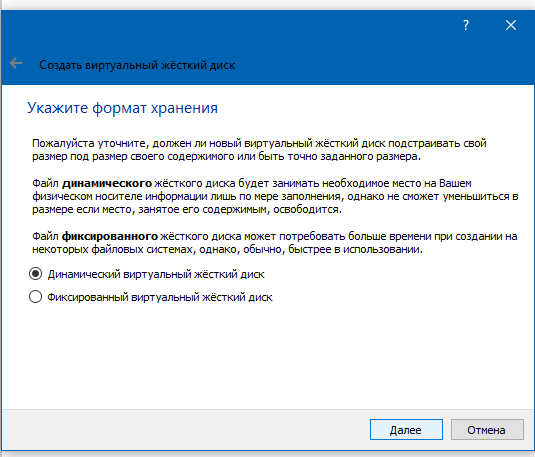 ?
Создать виртуальный жёсткий диск
Укажите формат хранения
Пожалуйста уточните, должен ли новый виртуальный жёсткий диск подстраивать свой
размер под размер своего содержимого или быть точно заданного размера.
Файл динамического жёсткого диска будет занимать необходимое место на Вашем
физическом носителе информации лишь по мере заполнения, однако не сможет уменьшиться в
размере если место, занятое его содержимым, освободится.
Файл фиксированного жёсткого диска может потребовать больше времени при создании на
некоторых файловых системах, однако, обычно, быстрее в использовании.
Динамический виртуальный жёсткий диск
Фиксированный виртуальный жёсткий диск
Далее
Отмена